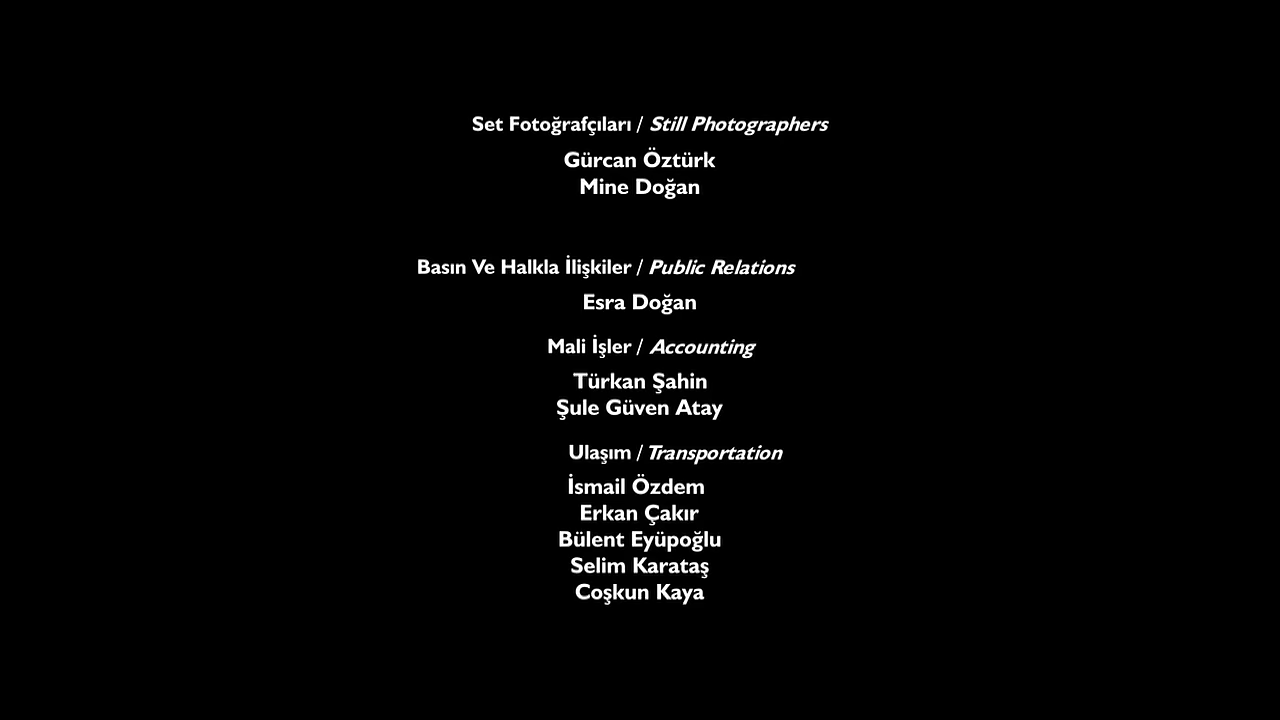 Set Fotoğrafçıları / Still Photographers
Gürcan Öztürk
Mine Doğan
Basın Ve Halkla İlişkiler / Public Relations
Esra Doğan
Mali İşler / Accounting
Türkan Şahin
Şule Güven Atay
Ulaşım / Transportation
İsmail Özdem
Erkan Çakır
Bülent Eyüpoğlu
Selim Karataş
Coşkun Kaya